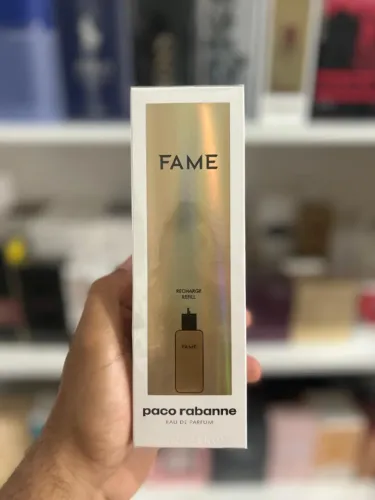 FAME
RECHARGE
REFILL
FAME
paco rabanne
EAU DE PARFUM